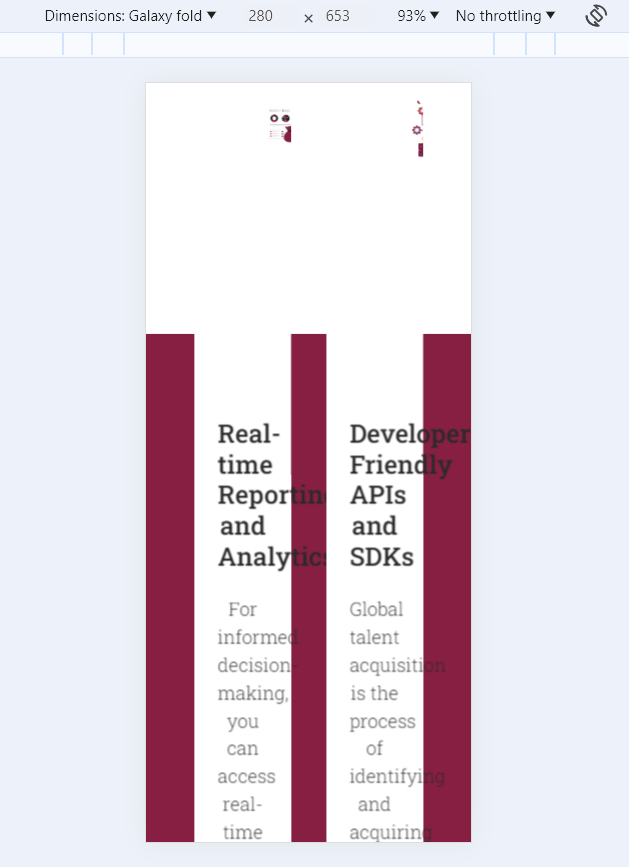 Dimensions: Galaxy fold ▼ 280 × 653 93% ▼ No throttling ▼
Real-
time
Reporting
and
Analytics
For
informed
decision-
making,
you
can
access
real-
time
Developer
Friendly
APIs
and
SDKs
Global
talent
acquisition
is the
process
of
identifying
and
acquiring